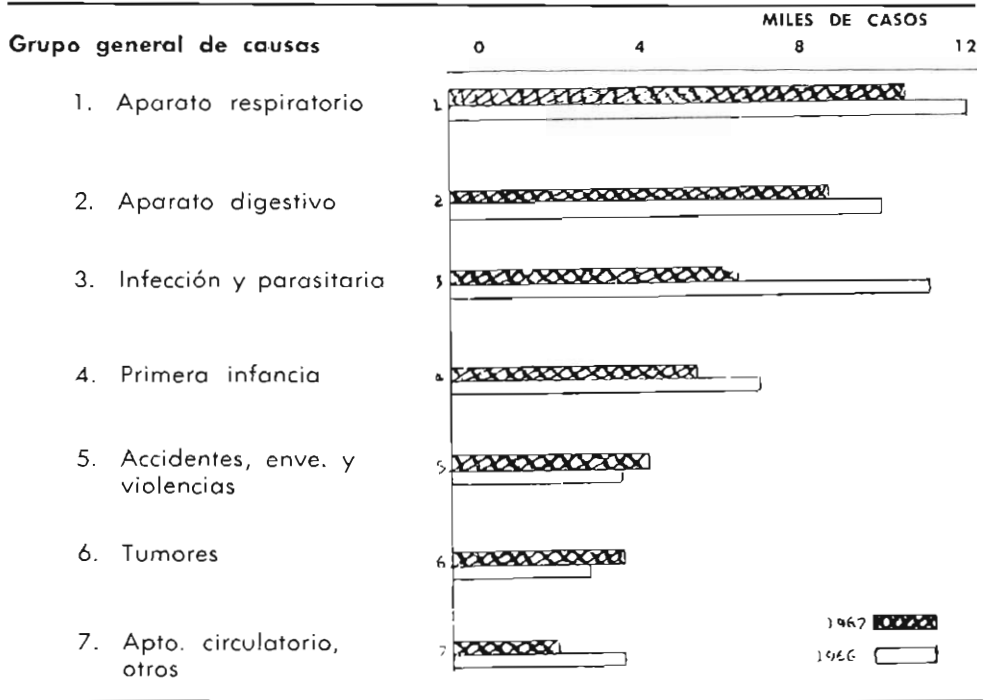 MILES DE CASOS
Grupo general de causas 0 4 8 12
1. Aparato respiratorio 1
2. Aparato digestivo 2
3. Infección y parasitaria 3
4. Primera infancia 4
5. Accidentes, enve. y 5
violencias
6. Tumores 6
7. Apto. circulatorio, 7
otros
1967
1966